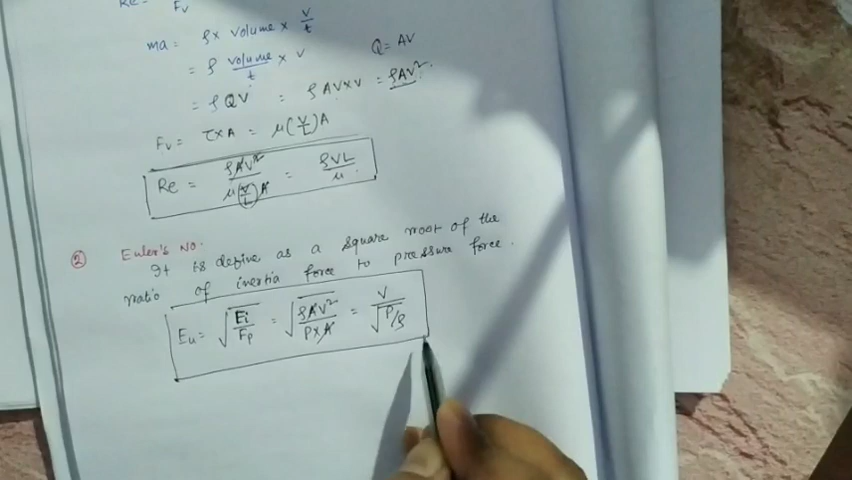 Re = Fv
ma = ρ x volume x V/t
= ρ volume/t x V Q = AV
= ρQV = ρAV x V = ρAV²
Fv = τ x A = μ(V/L)A
Re = ρAV²/μ(V/L)A = ρVL/μ
② Euler's No.
It is define as a square root of the
ratio of inertia force to pressure force.
Eu = √Fi/Fp = √ρAV²/P x A = V/√P/ρ